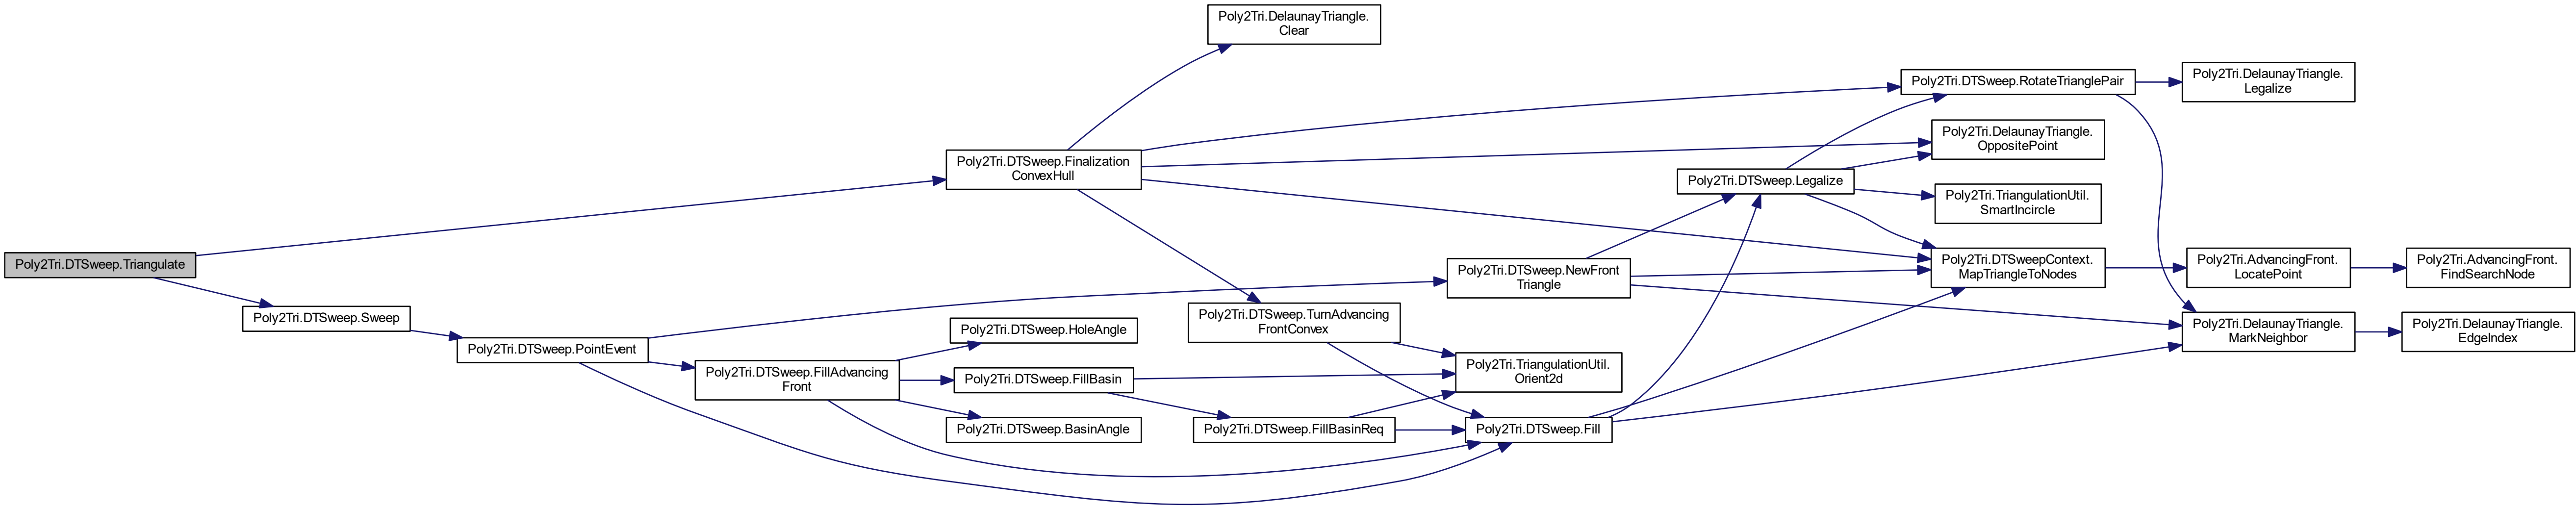 Poly2Tri.DTSweep.Triangulate
Poly2Tri.DTSweep.Sweep
Poly2Tri.DTSweep.PointEvent
Poly2Tri.DTSweep.FillAdvancing
Front
Poly2Tri.DelaunayTriangle.
Clear
Poly2Tri.DTSweep.Finalization
ConvexHull
Poly2Tri.DTSweep.HoleAngle
Poly2Tri.DTSweep.FillBasin
Poly2Tri.DTSweep.BasinAngle
Poly2Tri.DTSweep.TurnAdvancing
FrontConvex
Poly2Tri.DTSweep.FillBasinReq
Poly2Tri.DTSweep.NewFront
Triangle
Poly2Tri.TriangulationUtil.
Orient2d
Poly2Tri.DTSweep.Fill
Poly2Tri.DTSweep.Legalize
Poly2Tri.DTSweep.RotateTrianglePair
Poly2Tri.DelaunayTriangle.
OppositePoint
Poly2Tri.TriangulationUtil.
SmartIncircle
Poly2Tri.DTSweepContext.
MapTriangleToNodes
Poly2Tri.DelaunayTriangle.
Legalize
Poly2Tri.AdvancingFront.
LocatePoint
Poly2Tri.DelaunayTriangle.
MarkNeighbor
Poly2Tri.AdvancingFront.
FindSearchNode
Poly2Tri.DelaunayTriangle.
EdgeIndex